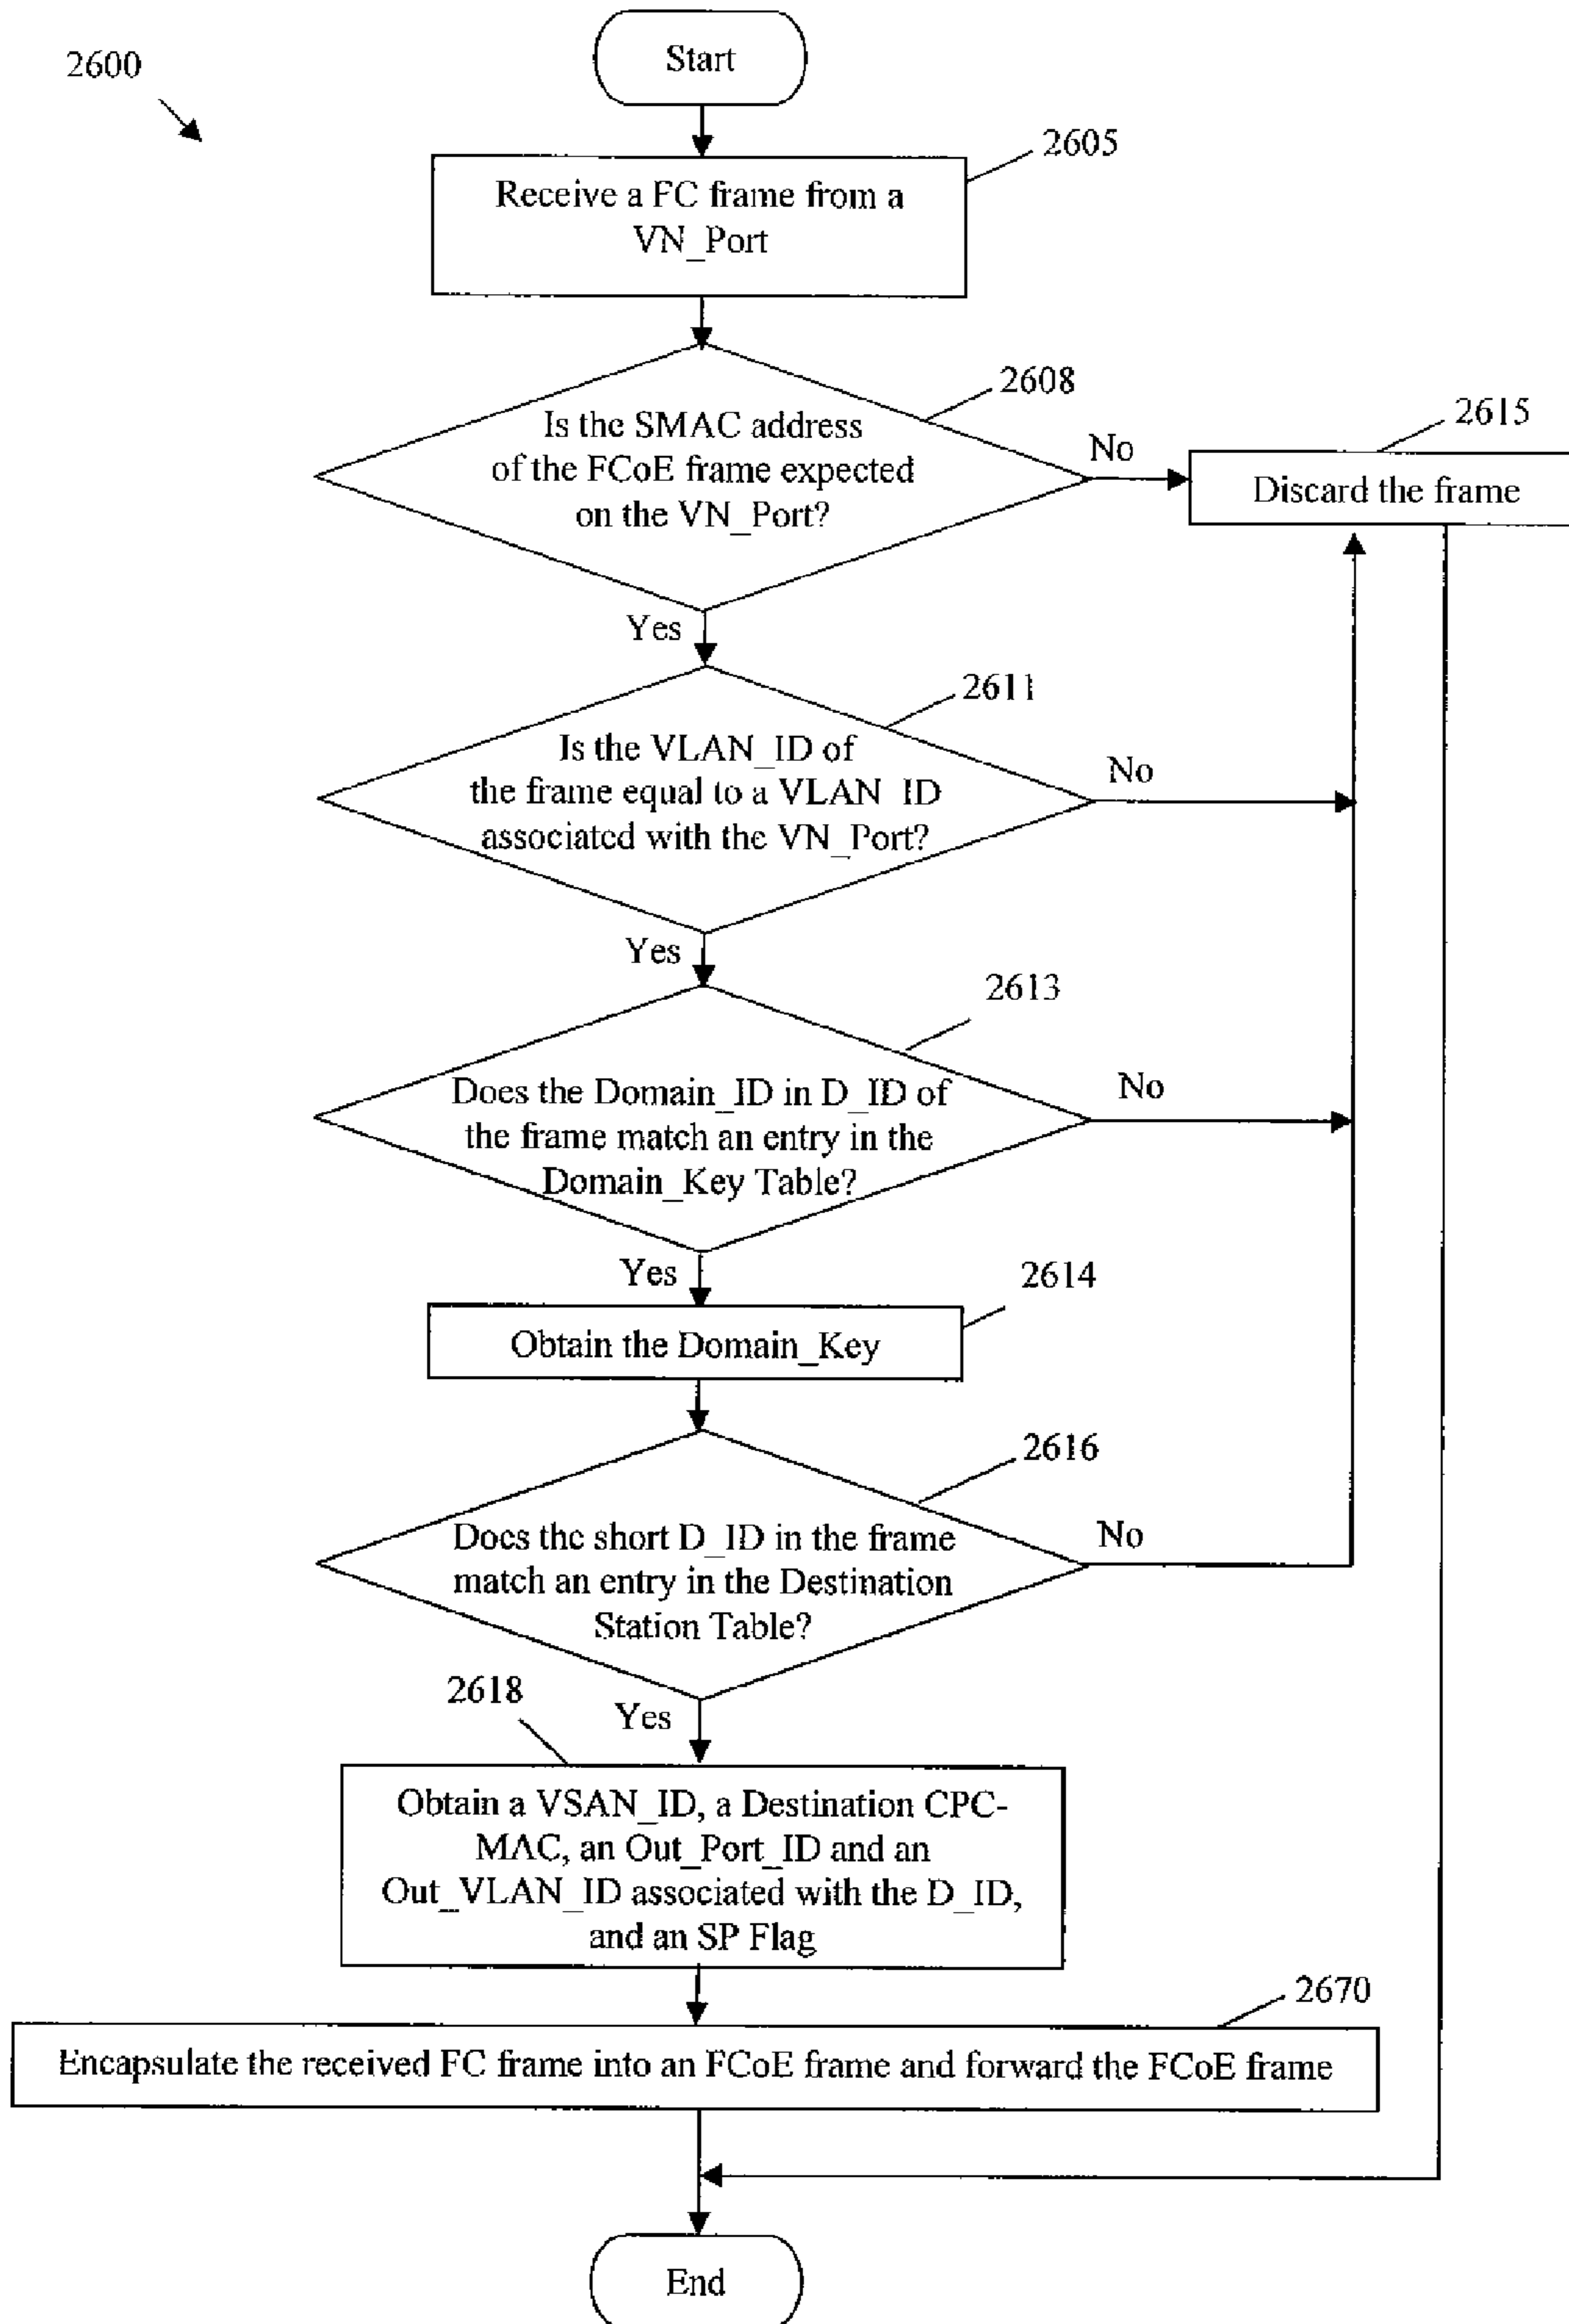 2600
Start
2605
Receive a FC frame from a
VN_Port
2608
Is the SMAC address
of the FCoE frame expected
on the VN_Port?
No
2615
Discard the frame
Yes
2611
Is the VLAN_ID of
the frame equal to a VLAN_ID
associated with the VN_Port?
No
Yes
2613
Does the Domain_ID in D_ID of
the frame match an entry in the
Domain_Key Table?
No
Yes
2614
Obtain the Domain_Key
2616
Does the short D_ID in the frame
match an entry in the Destination
Station Table?
No
2618
Yes
Obtain a VSAN_ID, a Destination CPC-
MAC, an Out_Port_ID and an
Out_VLAN_ID associated with the D_ID,
and an SP Flag
2670
Encapsulate the received FC frame into an FCoE frame and forward the FCoE frame
End